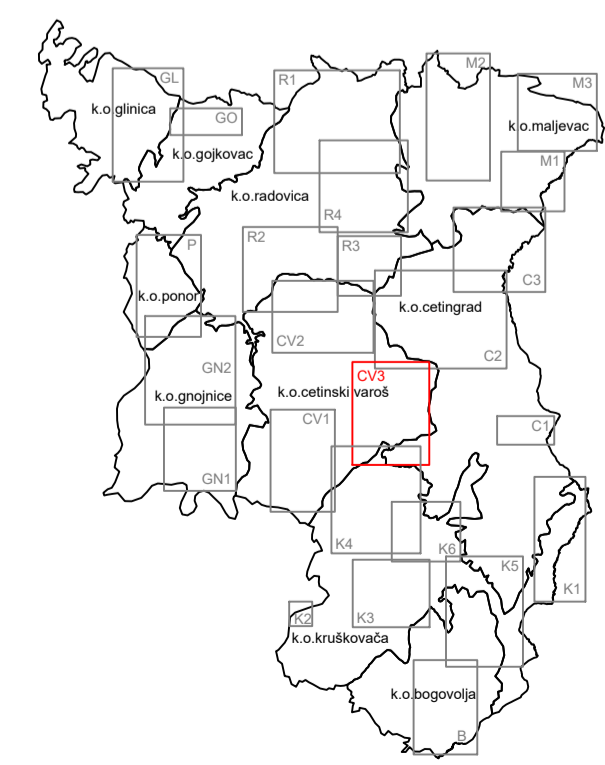 M2
GL
R1
M3
k.o.glinica
GO
k.o.maljevac
k.o.gojkovac
M1
k.o.radovica
R4
R2
P
R3
C3
k.o.ponor
k.o.cetingrad
CV2
C2
GN2
CV3
k.o.gnojnice
k.o.cetinski varoš
CV1
C1
GN1
K4
K6
K5
K1
K2
K3
k.o.kruškovača
k.o.bogovolja
B